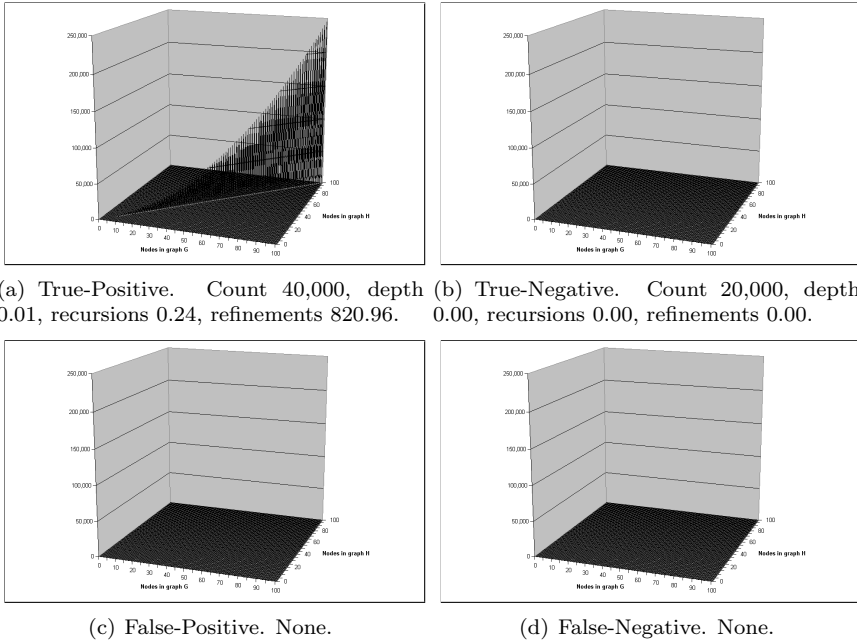 250,000
200,000
150,000
100,000
50,000
0
0 10 20 30 40 50 60 70 80 90 100
Nodes in graph G
0 20 40 60 80 100
Nodes in graph H
250,000
200,000
150,000
100,000
50,000
0
0 10 20 30 40 50 60 70 80 90 100
Nodes in graph G
0 20 40 60 80 100
Nodes in graph H
(a) True-Positive. Count 40,000, depth
0.01, recursions 0.24, refinements 820.96.
(b) True-Negative. Count 20,000, depth
0.00, recursions 0.00, refinements 0.00.
250,000
200,000
150,000
100,000
50,000
0
0 10 20 30 40 50 60 70 80 90 100
Nodes in graph G
0 20 40 60 80 100
Nodes in graph H
250,000
200,000
150,000
100,000
50,000
0
0 10 20 30 40 50 60 70 80 90 100
Nodes in graph G
0 20 40 60 80 100
Nodes in graph H
(c) False-Positive. None.
(d) False-Negative. None.